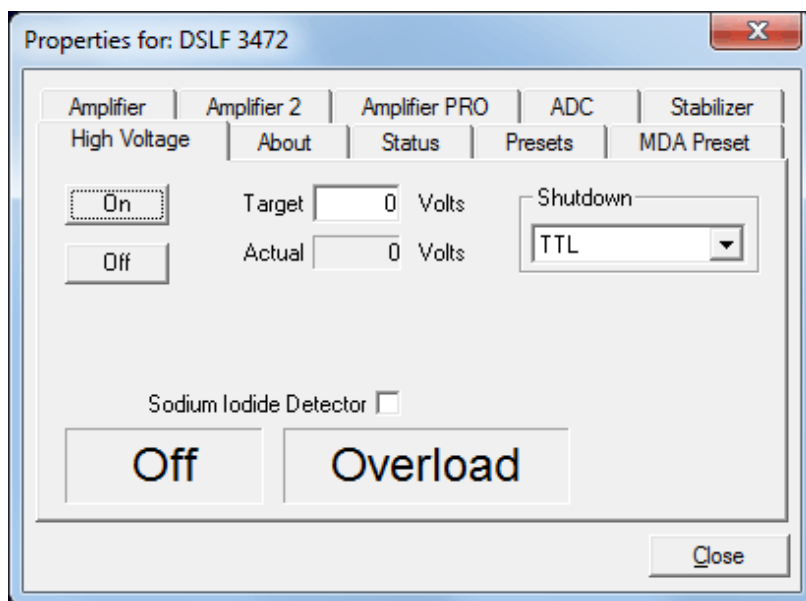 Properties for: DSLF 3472
Amplifier Amplifier 2 Amplifier PRO ADC Stabilizer
High Voltage About Status Presets MDA Preset
On Target 0 Volts Shutdown
Off Actual 0 Volts TTL
Sodium Iodide Detector
Off Overload
Close